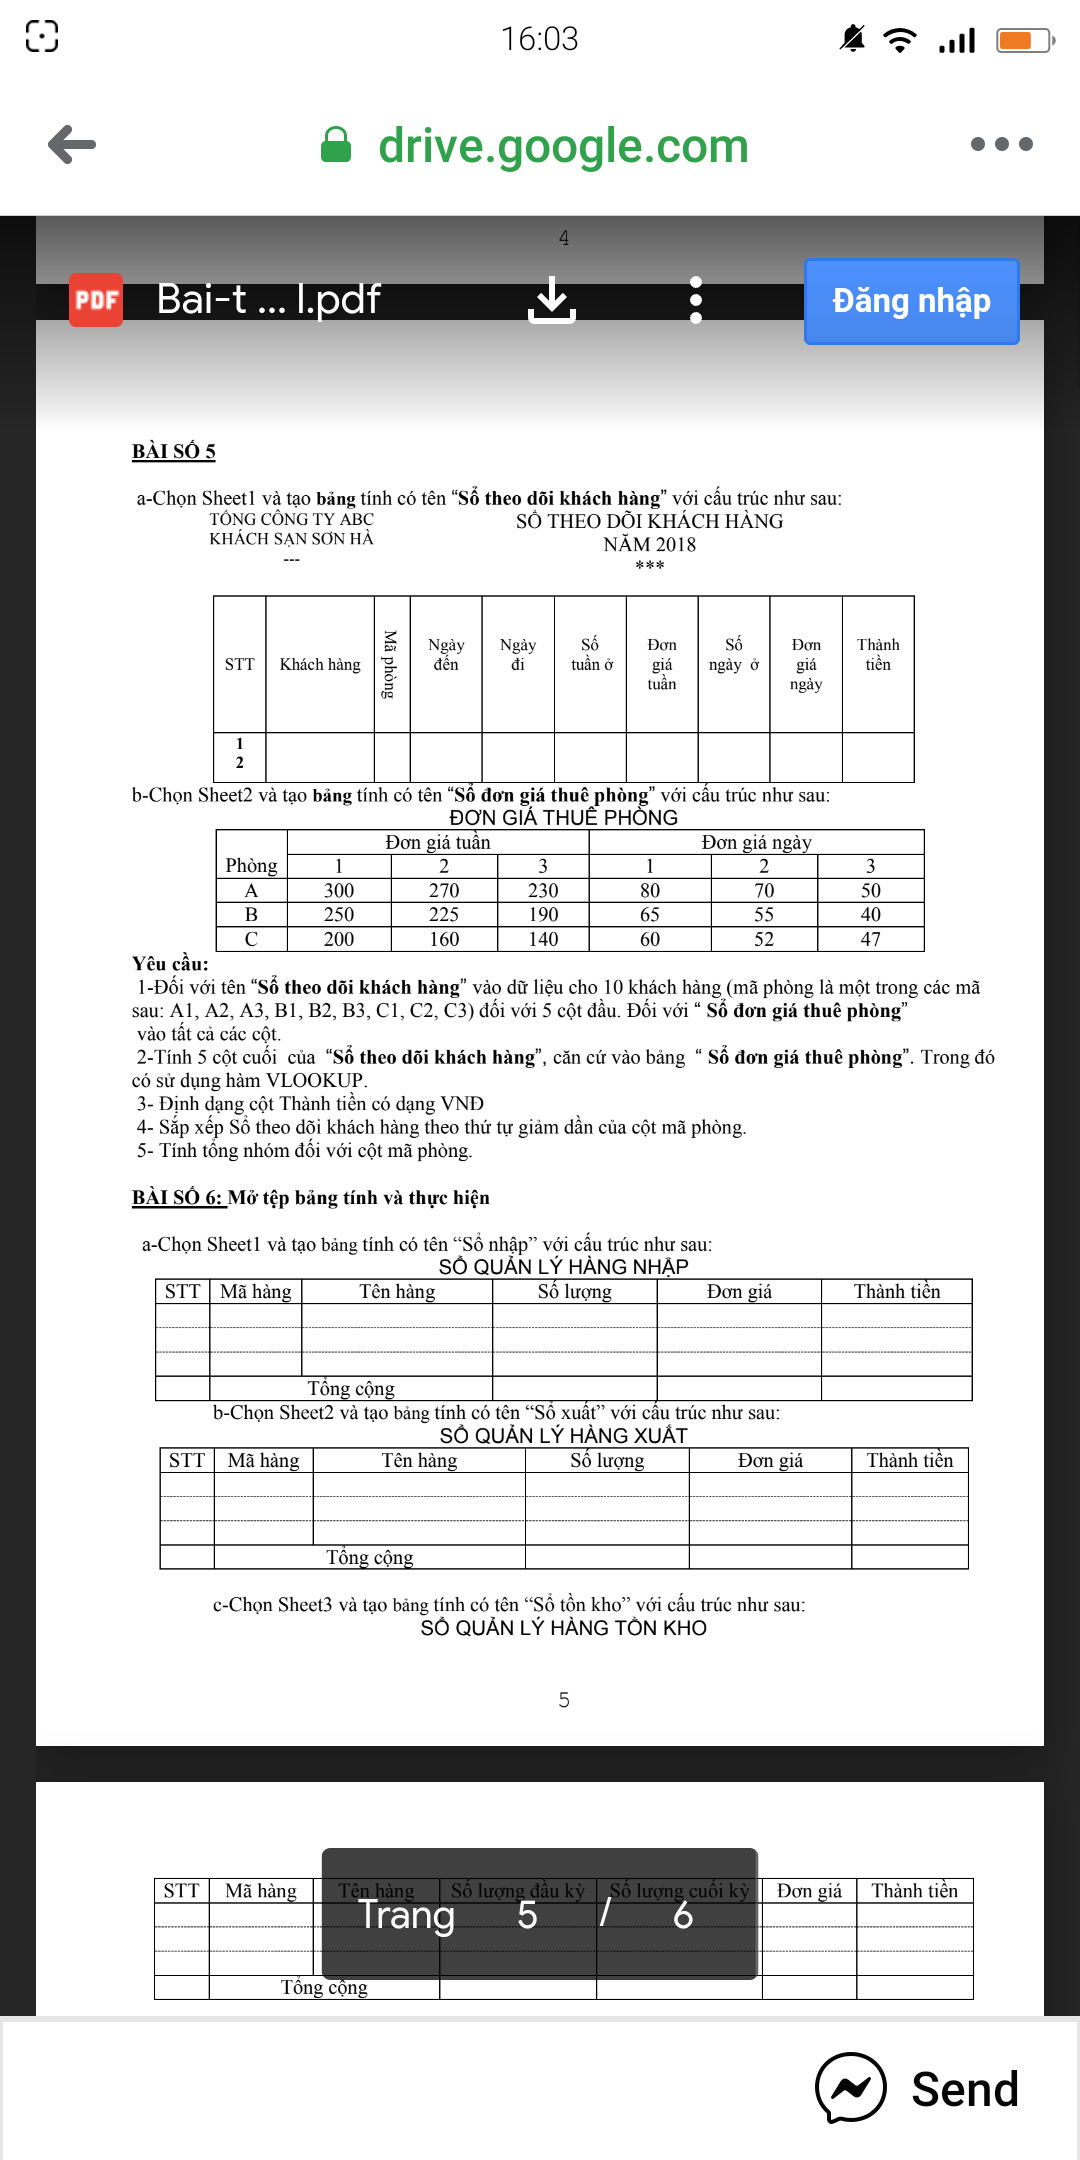 16:03
drive.google.com
4
PDF Bai-t ... l.pdf Đăng nhập
BÀI SỐ 5
a-Chọn Sheet1 và tạo bảng tính có tên “Sổ theo dõi khách hàng” với cấu trúc như sau:
TỔNG CÔNG TY ABC
KHÁCH SẠN SƠN HÀ
---
SỔ THEO DÕI KHÁCH HÀNG
NĂM 2018
***
STT Khách hàng Mã phòng Ngày đến Ngày đi Số tuần ở Đơn giá tuần Số ngày ở Đơn giá ngày Thành tiền
1
2
b-Chọn Sheet2 và tạo bảng tính có tên “Sổ đơn giá thuê phòng” với cấu trúc như sau:
ĐƠN GIÁ THUÊ PHÒNG
Phòng Đơn giá tuần Đơn giá ngày
1 2 3 1 2 3
A 300 270 230 80 70 50
B 250 225 190 65 55 40
C 200 160 140 60 52 47
Yêu cầu:
1-Đối với tên “Sổ theo dõi khách hàng” vào dữ liệu cho 10 khách hàng (mã phòng là một trong các mã
sau: A1, A2, A3, B1, B2, B3, C1, C2, C3) đối với 5 cột đầu. Đối với “ Sổ đơn giá thuê phòng”
vào tất cả các cột.
2-Tính 5 cột cuối của “Sổ theo dõi khách hàng”, căn cứ vào bảng “ Sổ đơn giá thuê phòng”. Trong đó
có sử dụng hàm VLOOKUP.
3- Định dạng cột Thành tiền có dạng VNĐ
4- Sắp xếp Sổ theo dõi khách hàng theo thứ tự giảm dần của cột mã phòng.
5- Tính tổng nhóm đối với cột mã phòng.
BÀI SỐ 6: Mở tệp bảng tính và thực hiện
a-Chọn Sheet1 và tạo bảng tính có tên “Sổ nhập” với cấu trúc như sau:
SỔ QUẢN LÝ HÀNG NHẬP
STT Mã hàng Tên hàng Số lượng Đơn giá Thành tiền
Tổng cộng
b-Chọn Sheet2 và tạo bảng tính có tên “Sổ xuất” với cấu trúc như sau:
SỔ QUẢN LÝ HÀNG XUẤT
STT Mã hàng Tên hàng Số lượng Đơn giá Thành tiền
Tổng cộng
c-Chọn Sheet3 và tạo bảng tính có tên “Sổ tồn kho” với cấu trúc như sau:
SỔ QUẢN LÝ HÀNG TỒN KHO
5
STT Mã hàng Tên hàng Số lượng đầu kỳ Số lượng cuối kỳ Đơn giá Thành tiền
Trang 5 / 6
Tổng cộng
Send